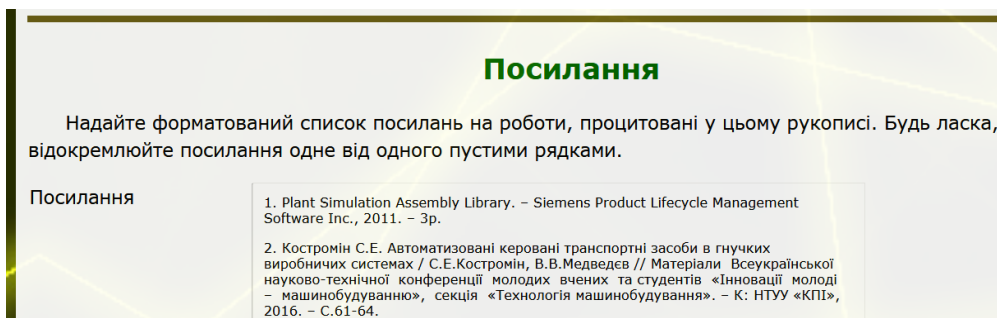 Посилання
Надайте форматований список посилань на роботи, процитовані у цьому рукописі. Будь ласка,
відокремлюйте посилання одне від одного пустими рядками.
Посилання
1. Plant Simulation Assembly Library. – Siemens Product Lifecycle Management
Software Inc., 2011. – 3p.
2. Костромін С.Е. Автоматизовані керовані транспортні засоби в гнучких
виробничих системах / С.Е.Костромін, В.В.Медведєв // Матеріали Всеукраїнської
науково-технічної конференції молодих вчених та студентів «Інновації молоді
– машинобудуванню», секція «Технологія машинобудування». – К: НТУУ «КПІ»,
2016. – С.61-64.